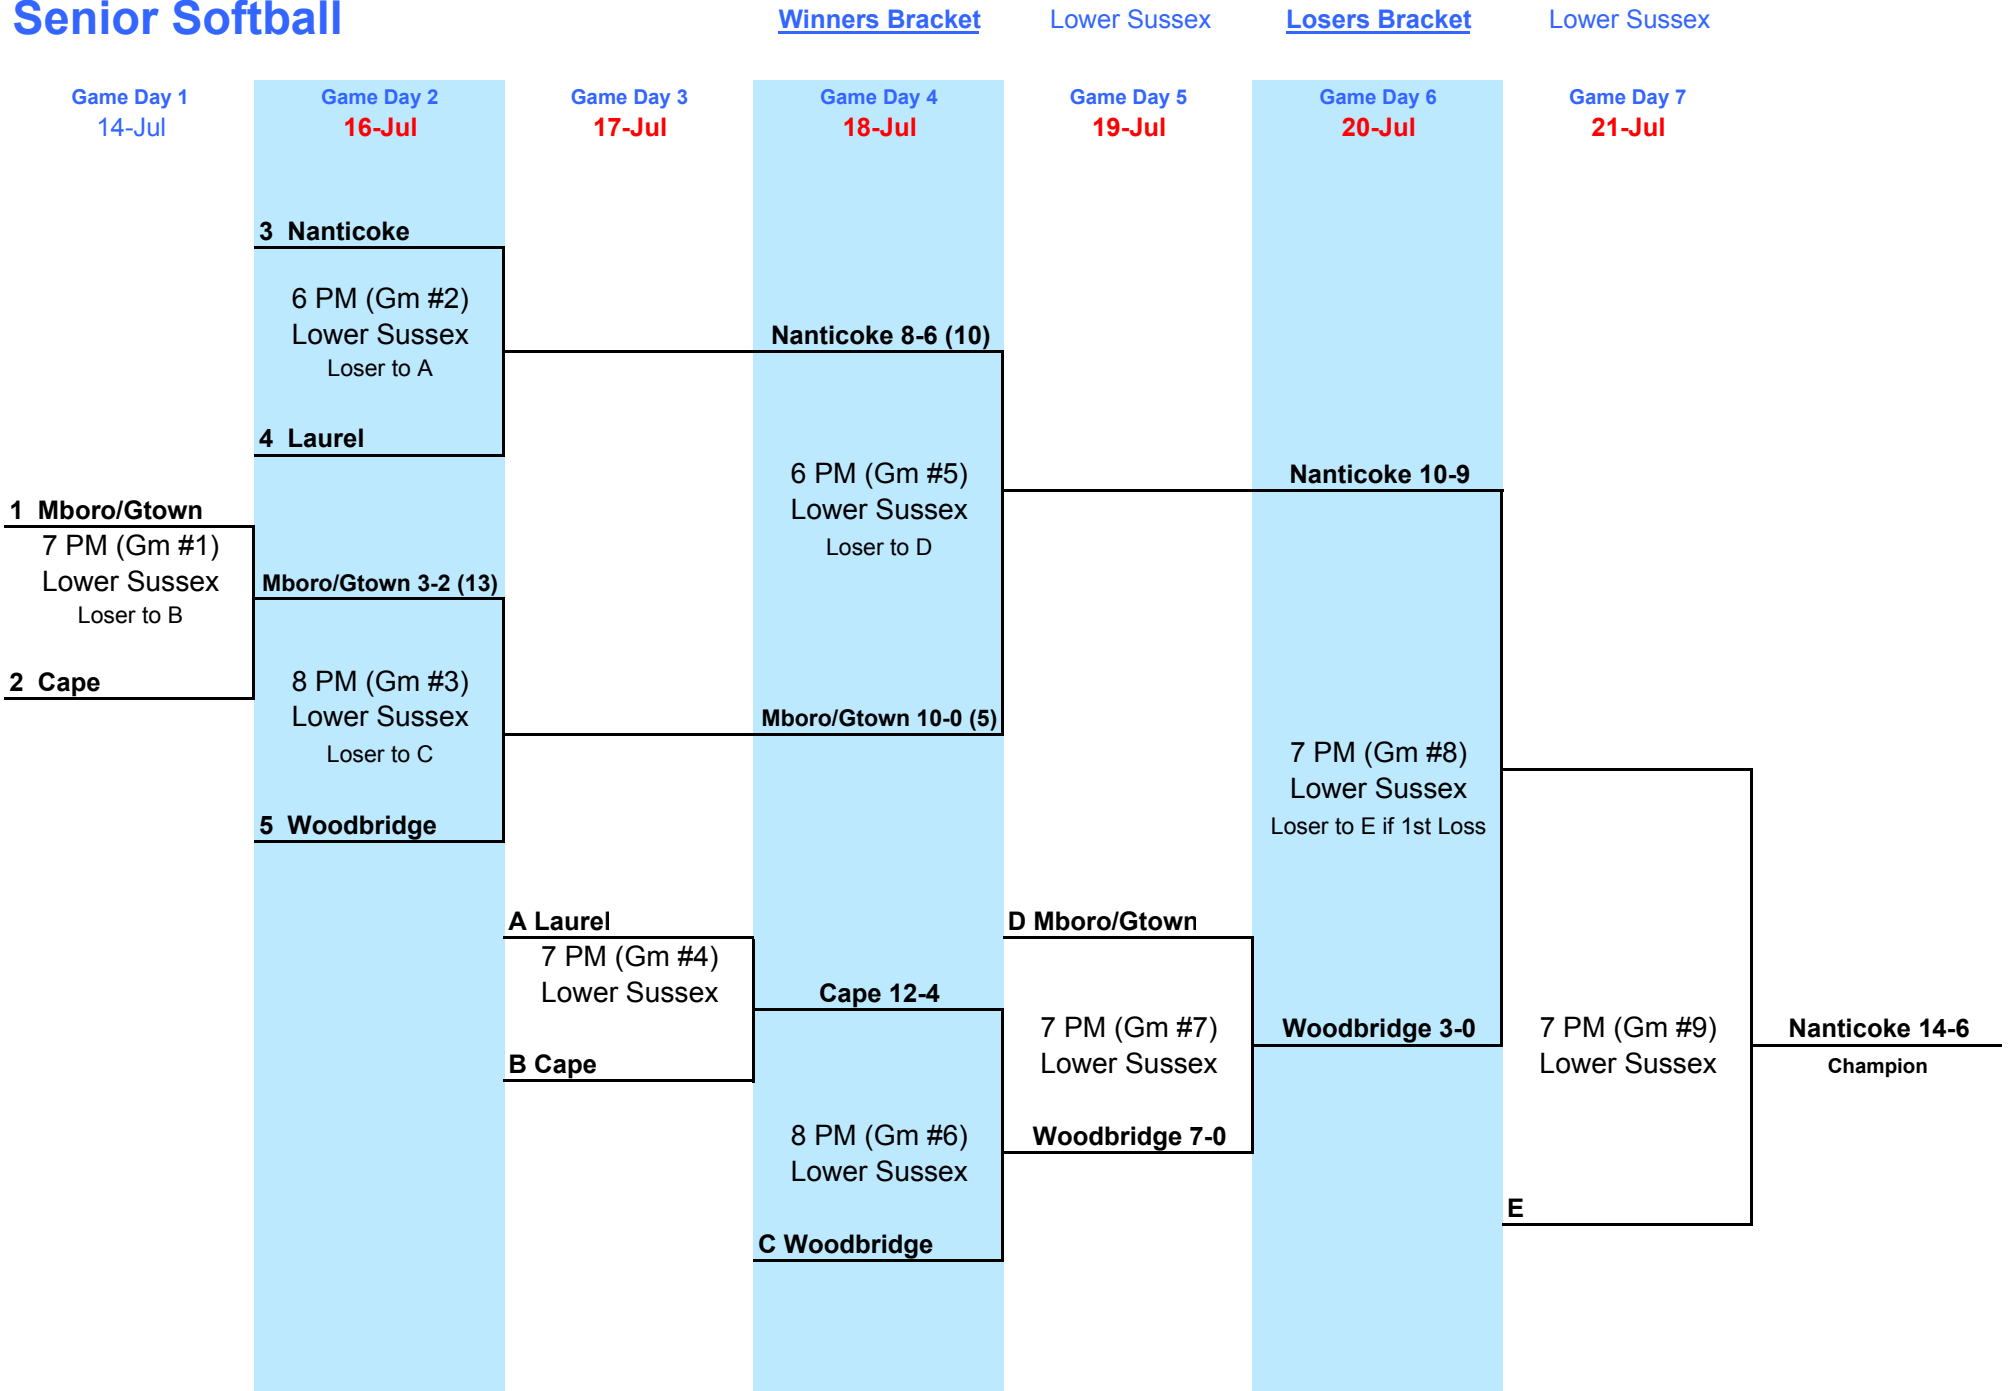 Senior Softball
Winners Bracket Lower Sussex Losers Bracket Lower Sussex
Game Day 1 Game Day 2 Game Day 3 Game Day 4 Game Day 5 Game Day 6 Game Day 7
14-Jul 16-Jul 17-Jul 18-Jul 19-Jul 20-Jul 21-Jul
3 Nanticoke
6 PM (Gm #2)
Lower Sussex
Loser to A
4 Laurel
1 Mboro/Gtown
7 PM (Gm #1)
Lower Sussex
Loser to B
2 Cape
Mboro/Gtown 3-2 (13)
8 PM (Gm #3)
Lower Sussex
Loser to C
5 Woodbridge
A Laurel
7 PM (Gm #4)
Lower Sussex
B Cape
Nanticoke 8-6 (10)
6 PM (Gm #5)
Lower Sussex
Loser to D
Mboro/Gtown 10-0 (5)
Cape 12-4
8 PM (Gm #6)
Lower Sussex
C Woodbridge
D Mboro/Gtown
7 PM (Gm #7)
Lower Sussex
Woodbridge 7-0
Nanticoke 10-9
7 PM (Gm #8)
Lower Sussex
Loser to E if 1st Loss
Woodbridge 3-0
7 PM (Gm #9)
Lower Sussex
E
Nanticoke 14-6
Champion